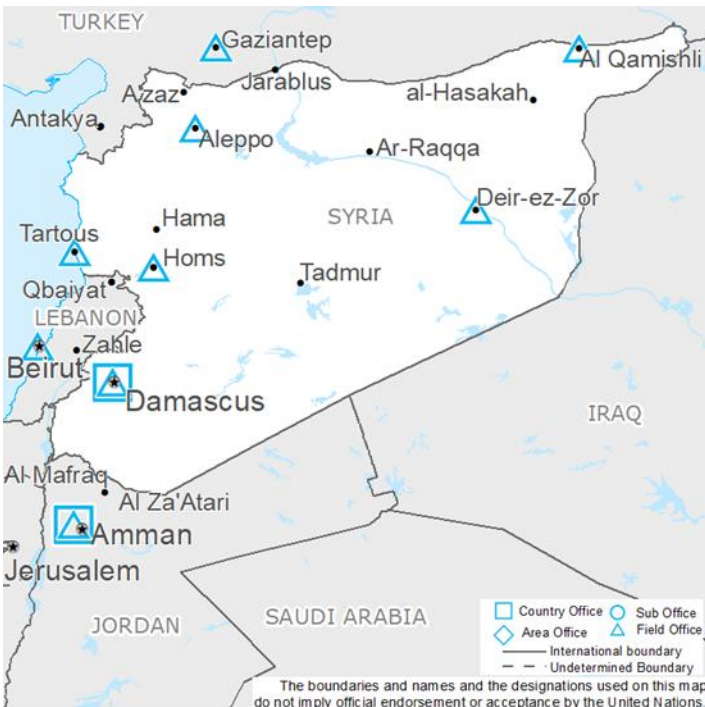 TURKEY
Gaziantep
Al Qamishli
Jarablus
A'zaz
al-Hasakah
Antakya
Aleppo
Ar-Raqqa
Deir-ez-Zor
Hama
SYRIA
Tartous
Homs
Tadmur
Qbaiyat
LEBANON
Zahle
Beirut
Damascus
IRAQ
Al-Mafraq
Al Za'Atari
Amman
Jerusalem
JORDAN
SAUDI ARABIA
Country Office
Sub Office
Area Office
Field Office
International boundary
Undetermined Boundary
The boundaries and names and the designations used on this map
do not imply official endorsement or acceptance by the United Nations.